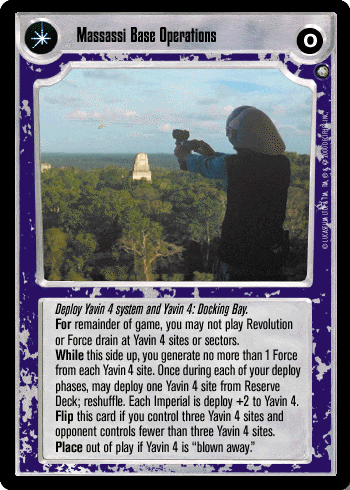 Massassi Base Operations
0
Deploy Yavin 4 system and Yavin 4: Docking Bay.
For remainder of game, you may not play Revolution
or Force drain at Yavin 4 sites or sectors.
While this side up, you generate no more than 1 Force
from each Yavin 4 site. Once during each of your deploy
phases, may deploy one Yavin 4 site from Reserve
Deck; reshuffle. Each Imperial is deploy +2 to Yavin 4.
Flip this card if you control three Yavin 4 sites and
opponent controls fewer than three Yavin 4 sites.
Place out of play if Yavin 4 is “blown away.”